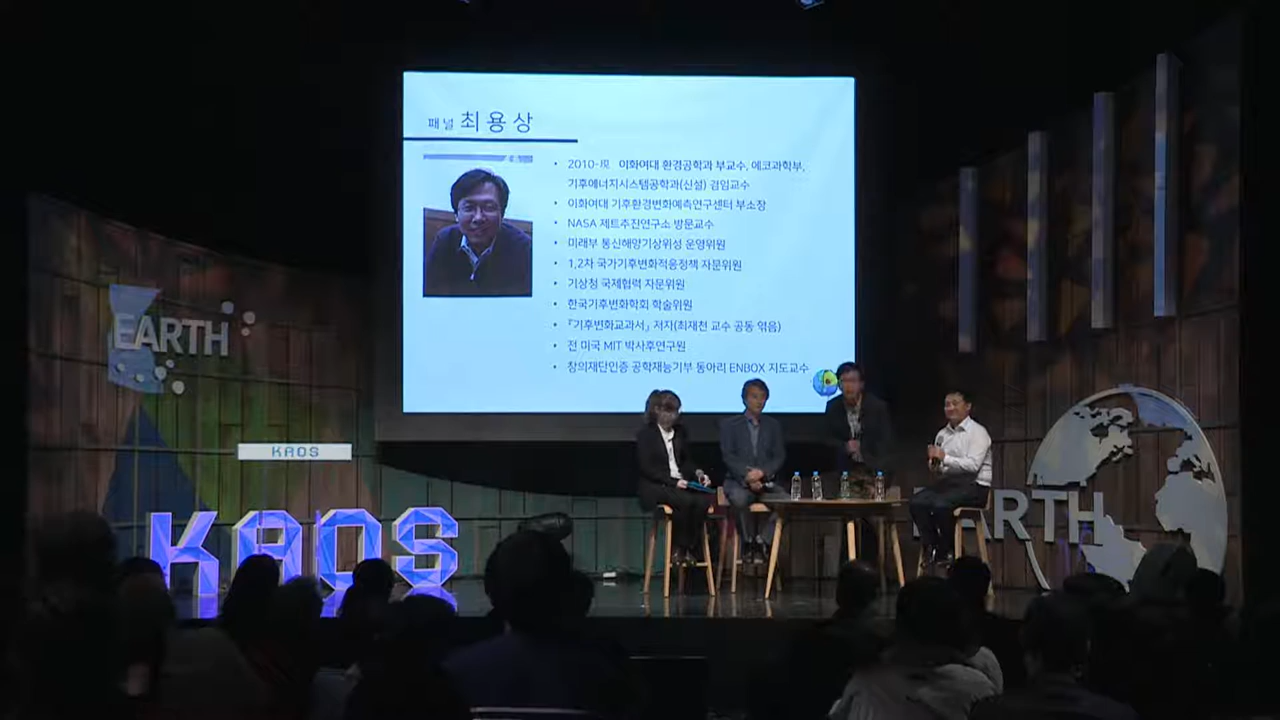 패널 최용상
• 2010-現 이화여대 환경공학과 부교수, 에코과학부,
기후에너지시스템공학과(신설) 겸임교수
• 이화여대 기후환경변화예측연구센터 부소장
• NASA 제트추진연구소 방문교수
• 미래부 통신해양기상위성 운영위원
• 1,2차 국가기후변화적응정책 자문위원
• 기상청 국제협력 자문위원
• 한국기후변화학회 학술위원
• 『기후변화교과서』 저자(최재천 교수 공동 엮음)
• 전 미국 MIT 박사후연구원
• 창의재단인증 공학재능기부 동아리 ENBOX 지도교수
EARTH
KAOS
KAOS
EARTH